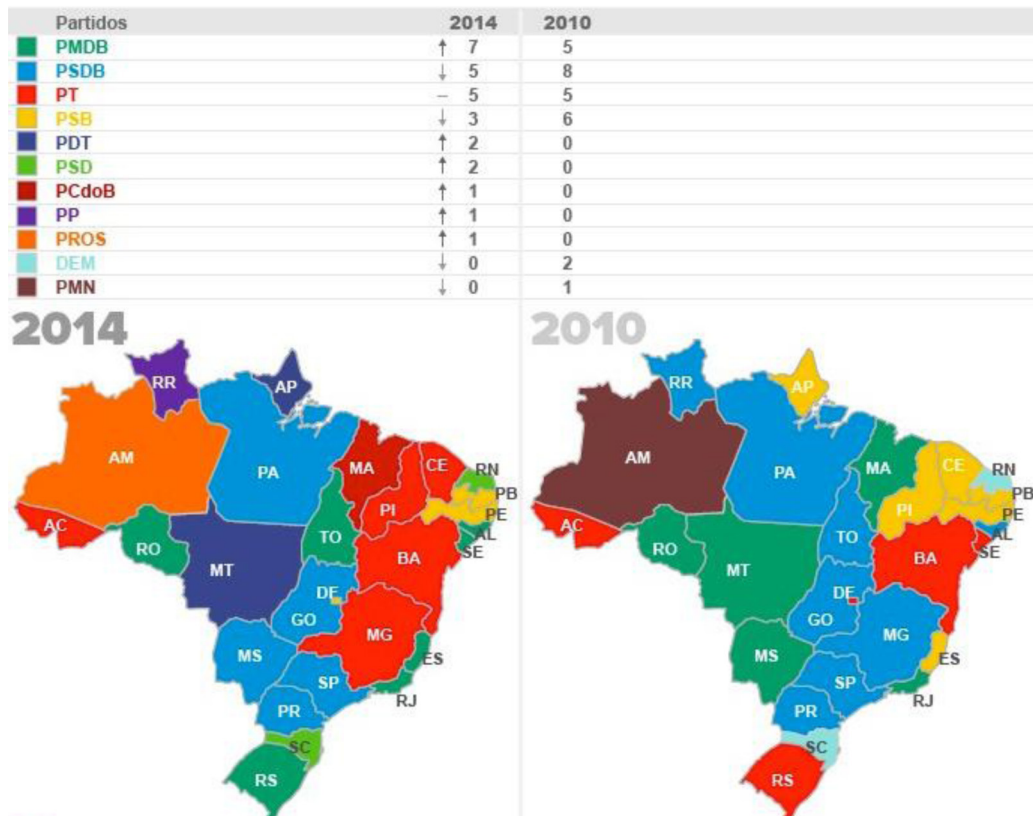 Partidos 2014 2010
PMDB ↑ 7 5
PSDB ↓ 5 8
PT – 5 5
PSB ↓ 3 6
PDT ↑ 2 0
PSD ↑ 2 0
PCdoB ↑ 1 0
PP ↑ 1 0
PROS ↑ 1 0
DEM ↓ 0 2
PMN ↓ 0 1
2014
RR
AP
AM
PA
MA
CE
RN
PB
PI
PE
AC
AL
RO
TO
SE
BA
MT
DF
GO
MG
MS
ES
SP
RJ
PR
SC
RS
2010
RR
AP
AM
PA
MA
CE
RN
PB
PI
PE
AC
AL
RO
TO
SE
BA
MT
DF
GO
MG
MS
ES
SP
RJ
PR
SC
RS